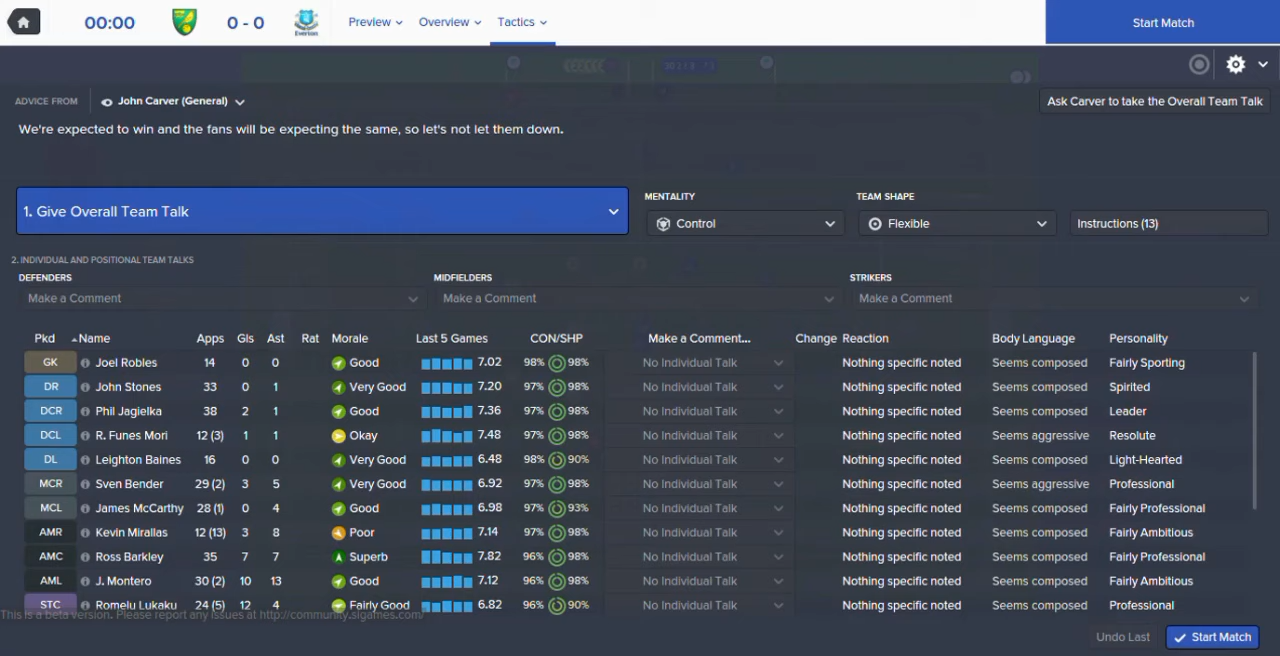 00:00 0 - 0 Everton Preview Overview Tactics Start Match
ADVICE FROM John Carver (General) Ask Carver to take the Overall Team Talk
We're expected to win and the fans will be expecting the same, so let's not let them down.
MENTALITY TEAM SHAPE
1. Give Overall Team Talk Control Flexible Instructions (13)
2. INDIVIDUAL AND POSITIONAL TEAM TALKS
DEFENDERS MIDFIELDERS STRIKERS
Make a Comment Make a Comment Make a Comment
Pkd Name Apps Gls Ast Rat Morale Last 5 Games CON/SHP Make a Comment... Change Reaction Body Language Personality
GK Joel Robles 14 0 0 Good 7.02 98% 98% No Individual Talk Nothing specific noted Seems composed Fairly Sporting
DR John Stones 33 0 1 Very Good 7.20 97% 98% No Individual Talk Nothing specific noted Seems composed Spirited
DCR Phil Jagielka 38 2 1 Good 7.36 97% 98% No Individual Talk Nothing specific noted Seems composed Leader
DCL R. Funes Mori 12 (3) 1 1 Okay 7.48 97% 98% No Individual Talk Nothing specific noted Seems aggressive Resolute
DL Leighton Baines 16 0 0 Very Good 6.48 98% 90% No Individual Talk Nothing specific noted Seems composed Light-Hearted
MCR Sven Bender 29 (2) 3 5 Very Good 6.92 97% 98% No Individual Talk Nothing specific noted Seems aggressive Professional
MCL James McCarthy 28 (1) 0 4 Good 6.98 97% 93% No Individual Talk Nothing specific noted Seems composed Fairly Professional
AMR Kevin Mirallas 12 (13) 3 8 Poor 7.14 97% 98% No Individual Talk Nothing specific noted Seems composed Fairly Ambitious
AMC Ross Barkley 35 7 7 Superb 7.82 96% 98% No Individual Talk Nothing specific noted Seems composed Fairly Professional
AML J. Montero 30 (2) 10 13 Good 7.12 96% 98% No Individual Talk Nothing specific noted Seems composed Fairly Ambitious
STC Romelu Lukaku 24 (5) 12 4 Fairly Good 6.82 96% 90% No Individual Talk Nothing specific noted Seems composed Professional
This is a beta version. Please report any issues at http://community.sigames.com/
Undo Last Start Match